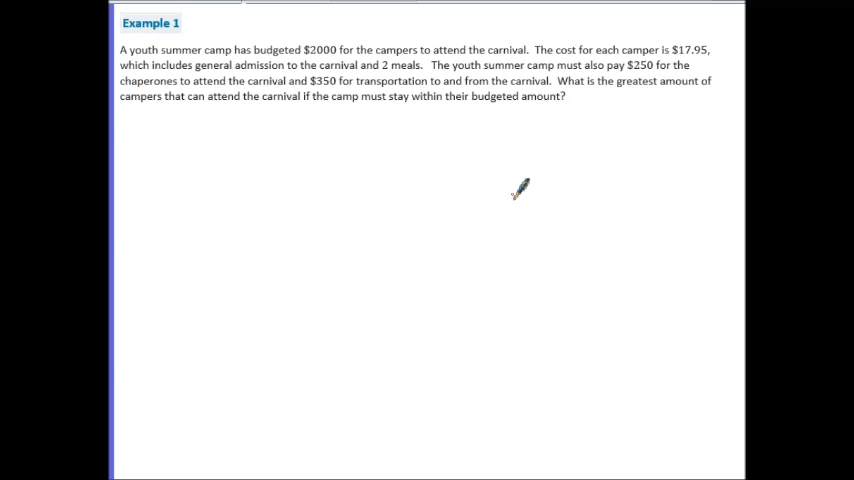 Example 1
A youth summer camp has budgeted $2000 for the campers to attend the carnival. The cost for each camper is $17.95,
which includes general admission to the carnival and 2 meals. The youth summer camp must also pay $250 for the
chaperones to attend the carnival and $350 for transportation to and from the carnival. What is the greatest amount of
campers that can attend the carnival if the camp must stay within their budgeted amount?